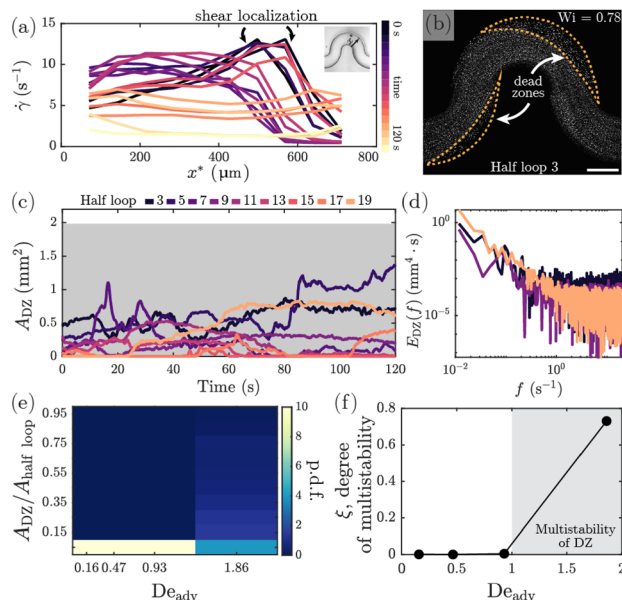 (a)
shear localization
γ̇ (s⁻¹)
15
10
5
0
0 200 400 600 800
x* (μm)
0 s
time
120 s
(b)
Wi = 0.78
dead
zones
Half loop 3
(c)
Half loop 3 5 7 9 11 13 15 17 19
A_DZ (mm²)
2
1.5
1
0.5
0
0 20 40 60 80 100 120
Time (s)
(d)
E_DZ(f) (mm⁴ · s)
10⁰
10⁻⁵
10⁻² 10⁰
f (s⁻¹)
(e)
A_DZ/A_half loop
0.95
0.75
0.55
0.35
0.15
0.16 0.47 0.93 1.86
De_adv
10
8
6
4
2
0
p.d.f.
(f)
ξ, degree
of multistability
0.8
0.6
0.4
0.2
0
0 0.5 1 1.5 2
Multistability
of DZ
De_adv